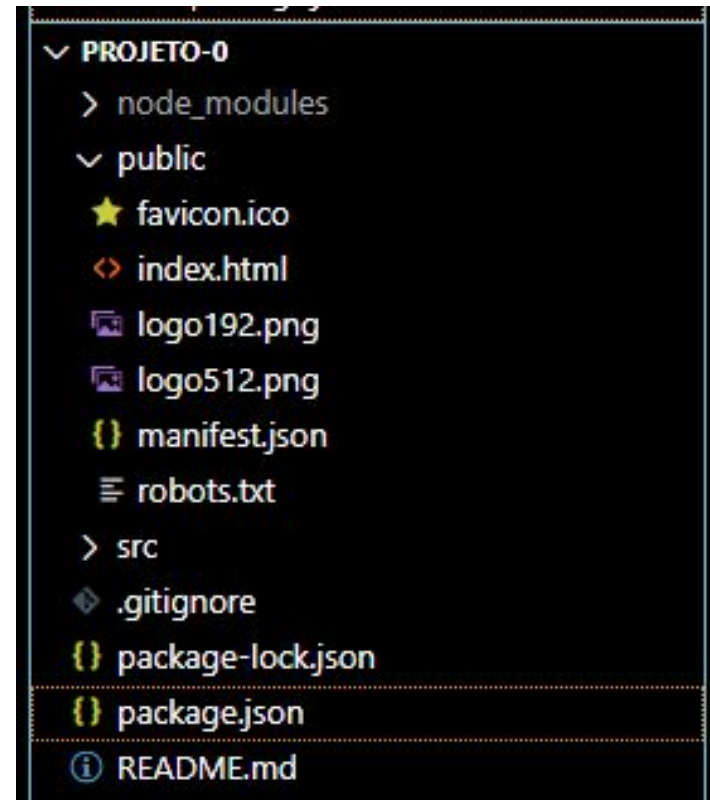 PROJETO-0
node_modules
public
favicon.ico
index.html
logo192.png
logo512.png
manifest.json
robots.txt
src
.gitignore
package-lock.json
package.json
README.md